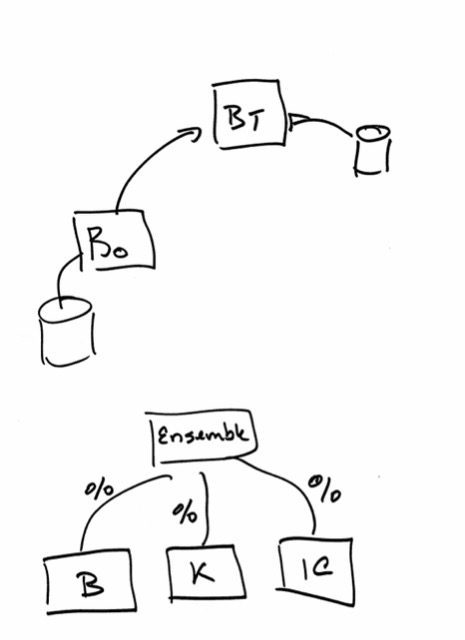 BT
Bo
Ensemble
% % %
B K IC